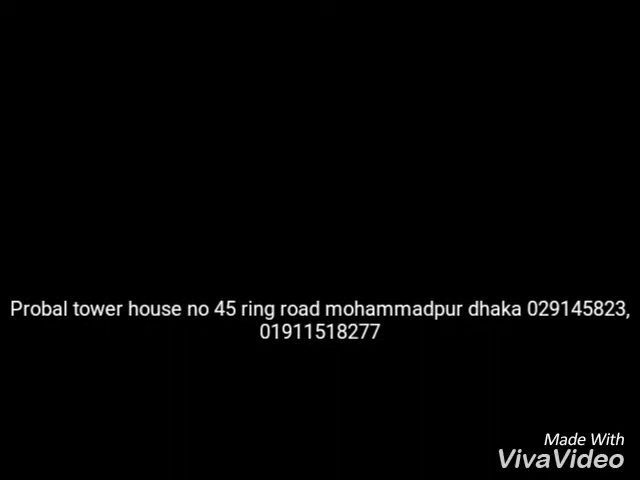 Probal tower house no 45 ring road mohammadpur dhaka 029145823,
01911518277
Made With
VivaVideo